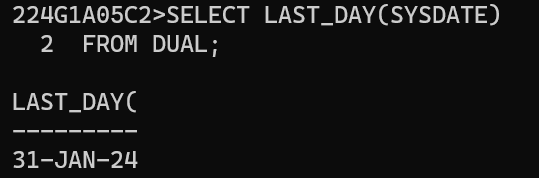 224G1A05C2>SELECT LAST_DAY(SYSDATE)
  2  FROM DUAL;
LAST_DAY(
---------
31-JAN-24